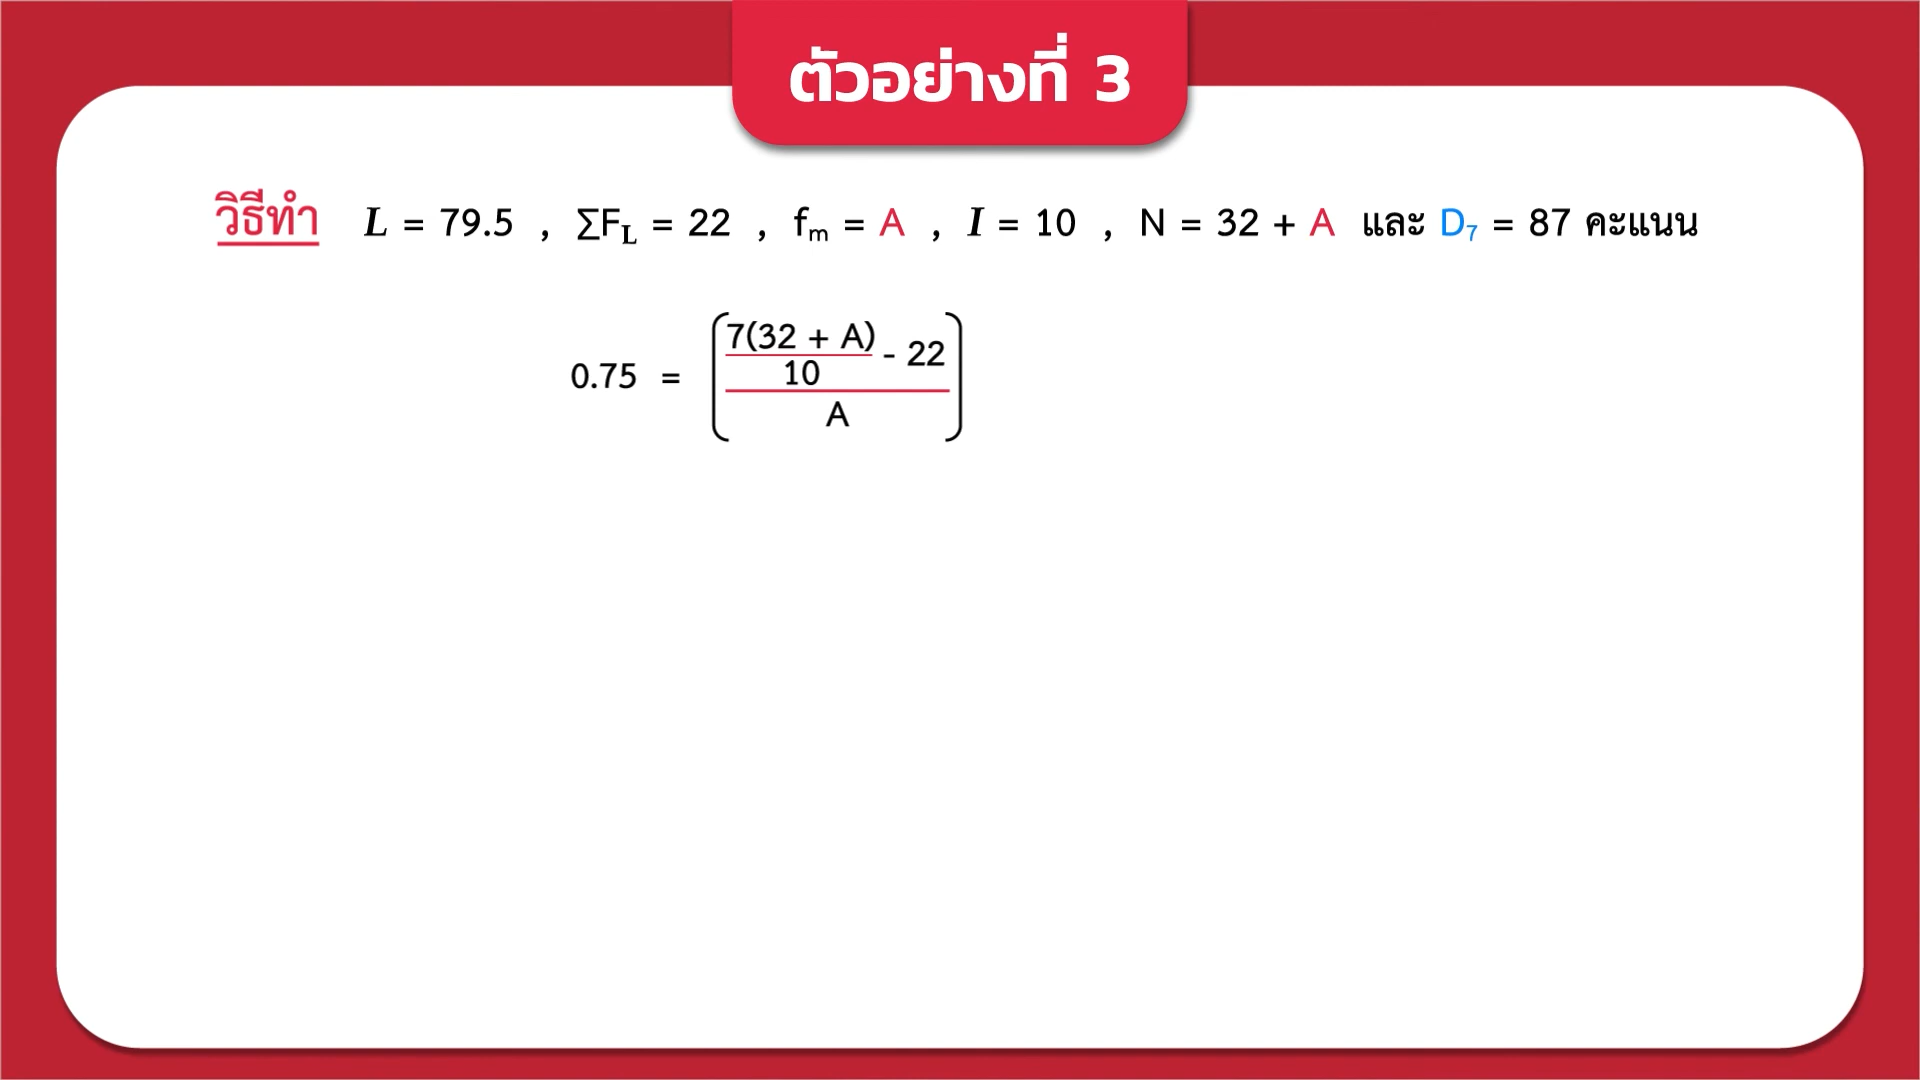 ตัวอย่างที่ 3
วิธีทำ L = 79.5 , ∑F_L = 22 , f_m = A , I = 10 , N = 32 + A และ D₇ = 87 คะแนน
0.75 = ((7(32 + A)/10 - 22)/A)